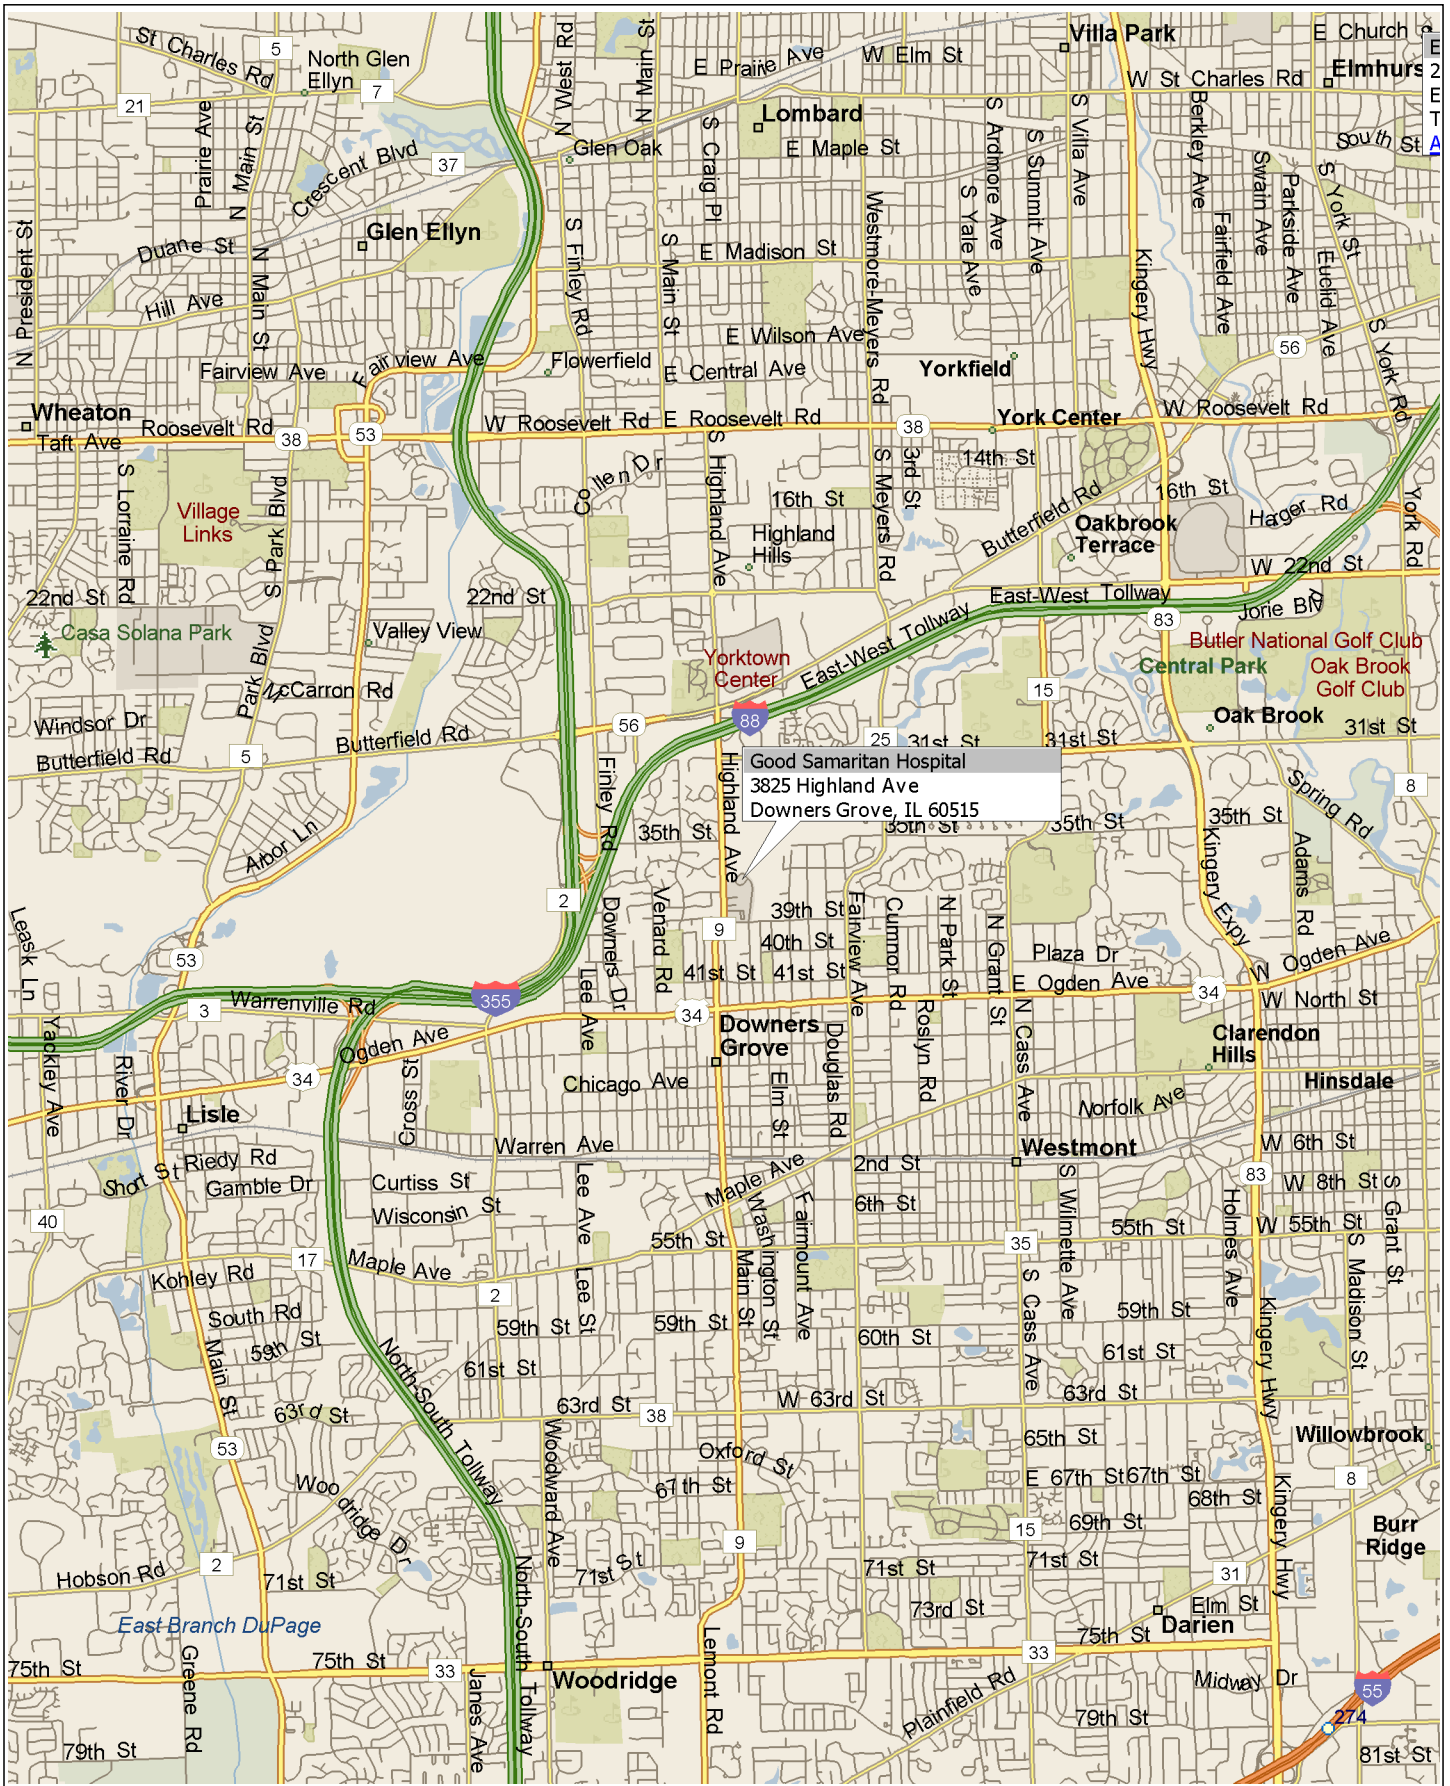 St Charles Rd
5
North Glen
Ellyn
7
21
N West Rd
N Main St
E Prairie Ave
W Elm St
Villa Park
E Church
Elmhurs
E
2
E
T
A
W St Charles Rd
Lombard
Glen Oak
E Maple St
South St
Prairie Ave
N Main St
Crescent Blvd
37
S Craig Pl
S Ardmore Ave
S Villa Ave
S Summit Ave
Berkley Ave
Swain Ave
Parkside Ave
S York St
N President St
Duane St
Glen Ellyn
Hill Ave
N Main St
S Finley Rd
S Main St
E Madison St
Westmore-Meyers Rd
S Yale Ave
Kingery Hwy
Fairfield Ave
Euclid Ave
E Wilson Ave
56
S York Rd
Fairview Ave
Fairview Ave
Flowerfield
E Central Ave
Yorkfield
Wheaton
Taft Ave
Roosevelt Rd
38
53
W Roosevelt Rd
E Roosevelt Rd
38
York Center
W Roosevelt Rd
S Lorraine Rd
Village
Links
S Park Blvd
Collen Dr
S Highland Ave
16th St
S Meyers Rd
3rd St
14th St
Butterfield Rd
16th St
Harger Rd
York Rd
Highland
Hills
Oakbrook
Terrace
W 22nd St
22nd St
22nd St
East-West Tollway
East-West Tollway
83
Jorie Blv
Casa Solana Park
Valley View
Park Blvd
McCarron Rd
Yorktown
Center
Butler National Golf Club
Central Park
Oak Brook
Golf Club
15
Windsor Dr
Butterfield Rd
5
Butterfield Rd
56
88
25
31st St
31st St
Oak Brook
31st St
Good Samaritan Hospital
3825 Highland Ave
Downers Grove, IL 60515
Finley Rd
Highland Ave
8
Spring Rd
Arbor Ln
35th St
35th St
35th St
35th St
Kingery Expy
Adams Rd
2
Downers Dr
Venard Rd
39th St
9
40th St
Fairview Ave
Cumnor Rd
N Park St
N Grant St
Plaza Dr
Leask Ln
53
41st St
41st St
E Ogden Ave
W Ogden Ave
3
Warrenville Rd
355
Lee Ave
34
34
W North St
Yackley Ave
River Dr
Ogden Ave
Downers
Grove
Douglas Rd
Roslyn Rd
N Cass Ave
Clarendon
Hills
34
Cross St
Chicago Ave
Elm St
Hinsdale
Lisle
Norfolk Ave
Warren Ave
Westmont
W 6th St
Short St
Riedy Rd
Gamble Dr
Curtiss St
Wisconsin St
Lee Ave
Maple Ave
2nd St
6th St
S Wilmette Ave
83
W 8th St
S Grant St
40
Washington St
Fairmount Ave
55th St
35
55th St
Holmes Ave
W 55th St
S Madison St
17
Maple Ave
Kohley Rd
2
Lee St
Main St
S Cass Ave
South Rd
59th St
59th St
59th St
60th St
59th St
61st St
Kingery Hwy
Main St
North-South Tollway
61st St
63rd St
63rd St
38
W 63rd St
63rd St
53
Woodward Ave
Oxford St
65th St
Willowbrook
67th St
E 67th St
67th St
8
68th St
Woodridge Dr
15
69th St
Kingery Hwy
Burr
Ridge
9
Hobson Rd
2
71st St
North-South Tollway
71st St
71st St
71st St
31
73rd St
Elm St
Darien
East Branch DuPage
75th St
75th St
75th St
33
Woodridge
33
Greene Rd
Janes Ave
Lemont Rd
Plainfield Rd
Midway Dr
55
274
79th St
79th St
81st St